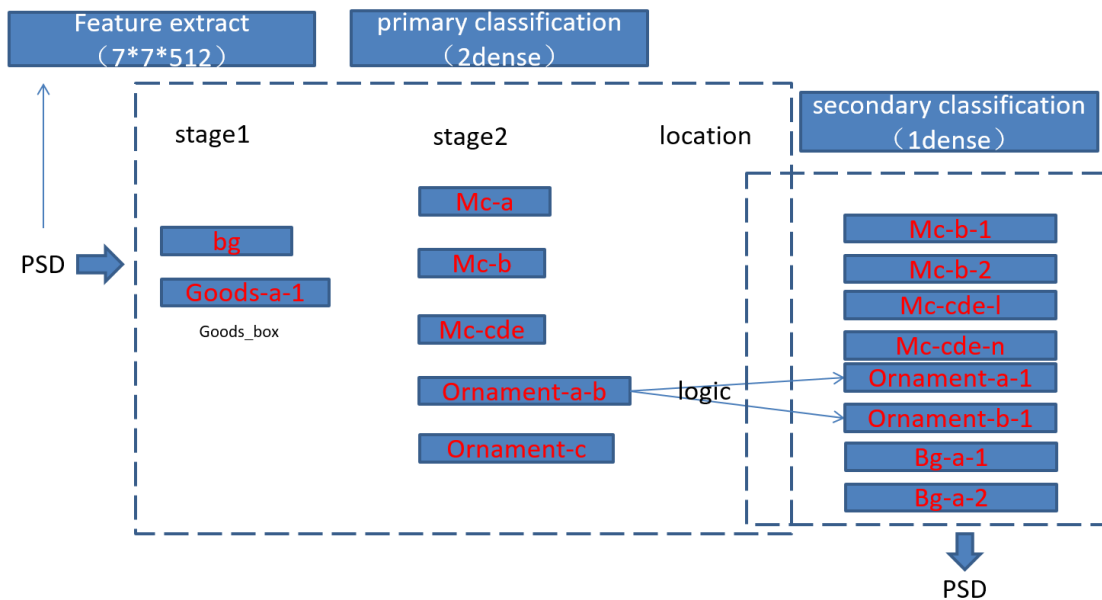 Feature extract
（7*7*512）
primary classification
（2dense）
secondary classification
（1dense）
stage1
stage2
location
PSD
bg
Goods-a-1
Goods_box
Mc-a
Mc-b
Mc-cde
Ornament-a-b
Ornament-c
logic
Mc-b-1
Mc-b-2
Mc-cde-l
Mc-cde-n
Ornament-a-1
Ornament-b-1
Bg-a-1
Bg-a-2
PSD